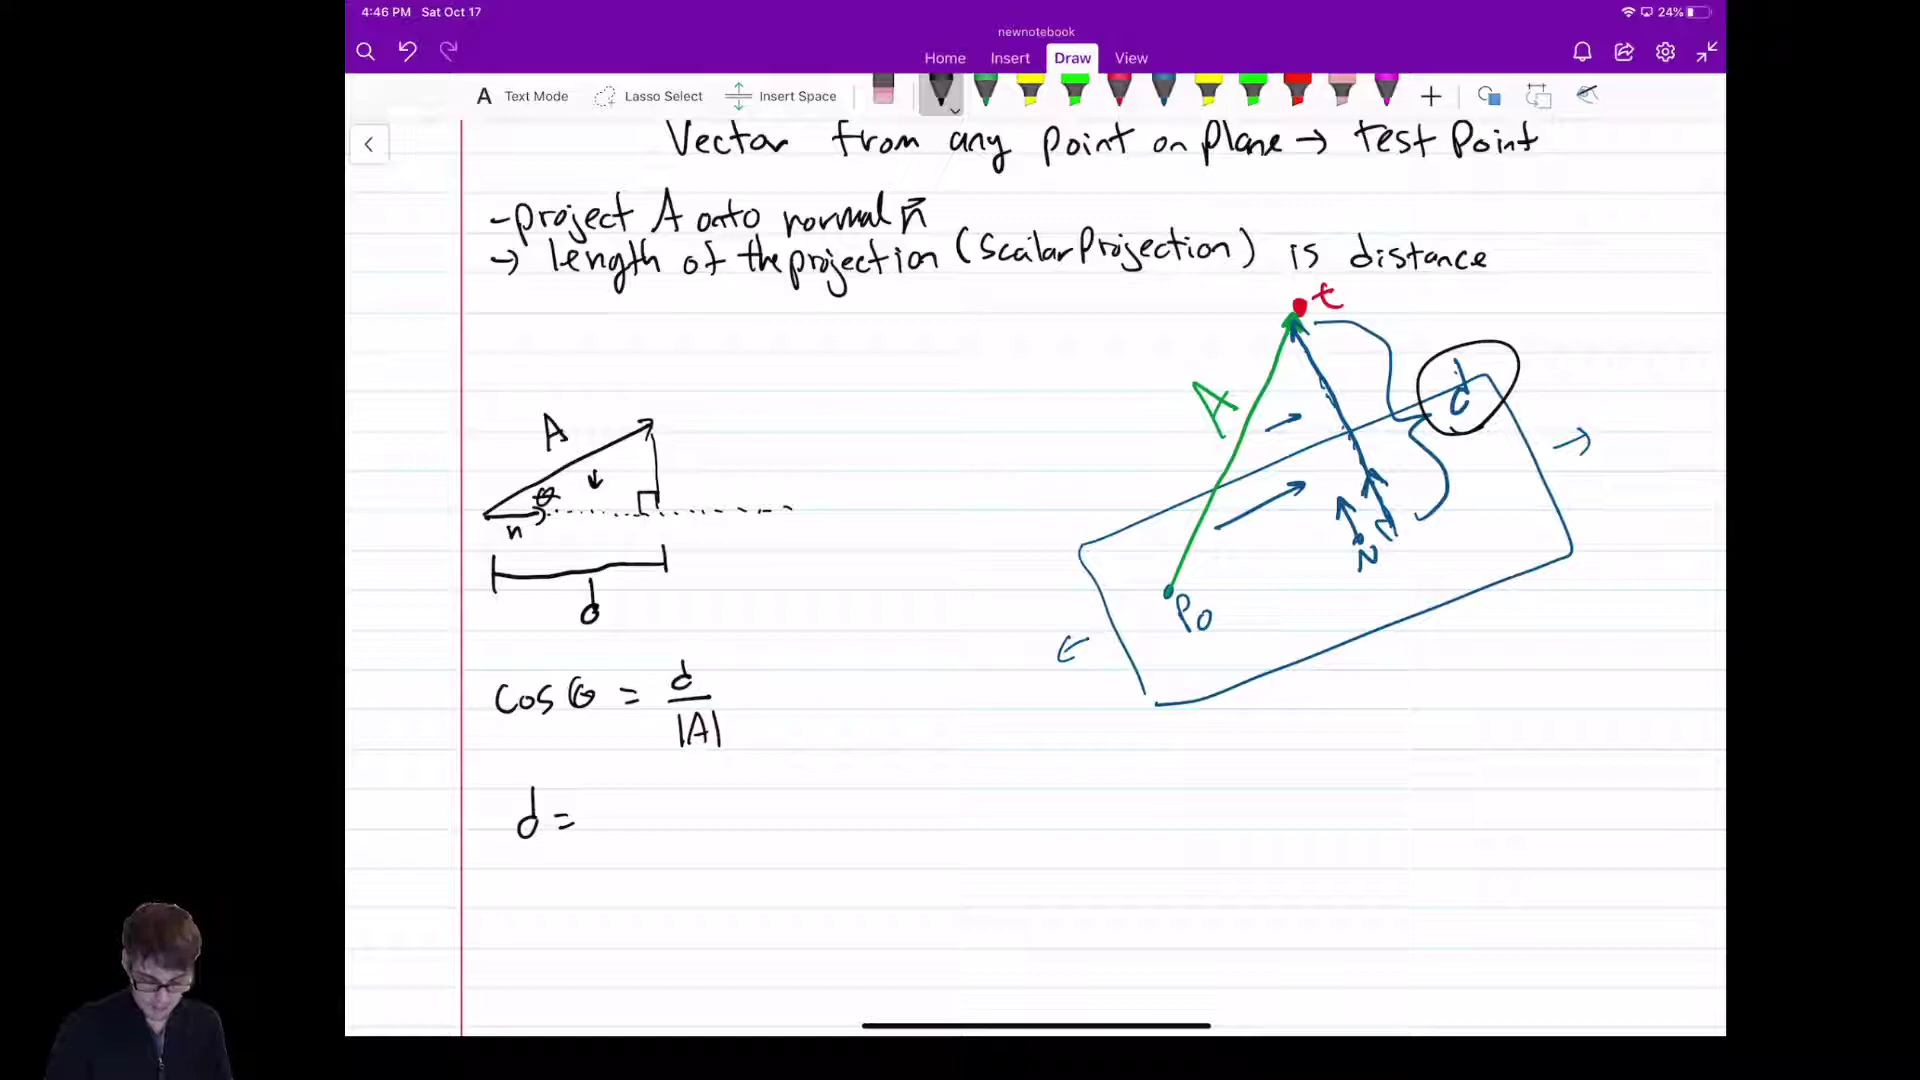 4:46 PM Sat Oct 17
24%
newnotebook
Home Insert Draw View
A Text Mode Lasso Select Insert Space
Vector from any point on plane → test Point
-project A onto normal n⃗
→ length of the projection (Scalar Projection) is distance
t
A
d
A
θ
n
N
P0
d
cos θ = d
|A|
d =